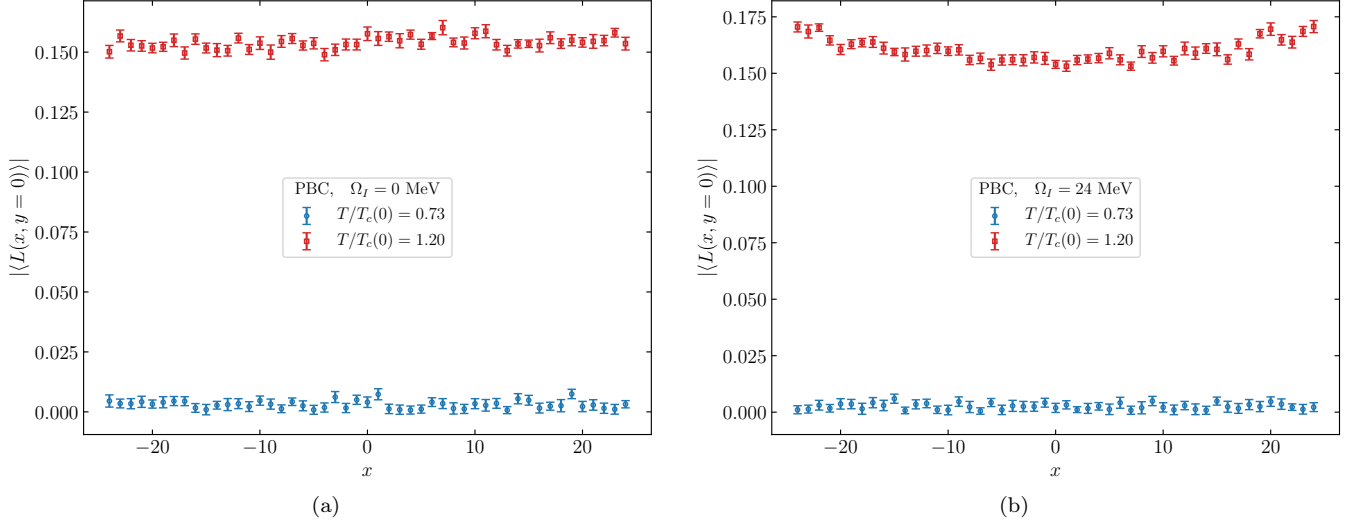 0.150
0.125
0.100
0.075
0.050
0.025
0.000
|⟨L(x, y = 0)⟩|
PBC, Ω_I = 0 MeV
T/T_c(0) = 0.73
T/T_c(0) = 1.20
−20 −10 0 10 20
x
(a)
0.175
0.150
0.125
0.100
0.075
0.050
0.025
0.000
|⟨L(x, y = 0)⟩|
PBC, Ω_I = 24 MeV
T/T_c(0) = 0.73
T/T_c(0) = 1.20
−20 −10 0 10 20
x
(b)